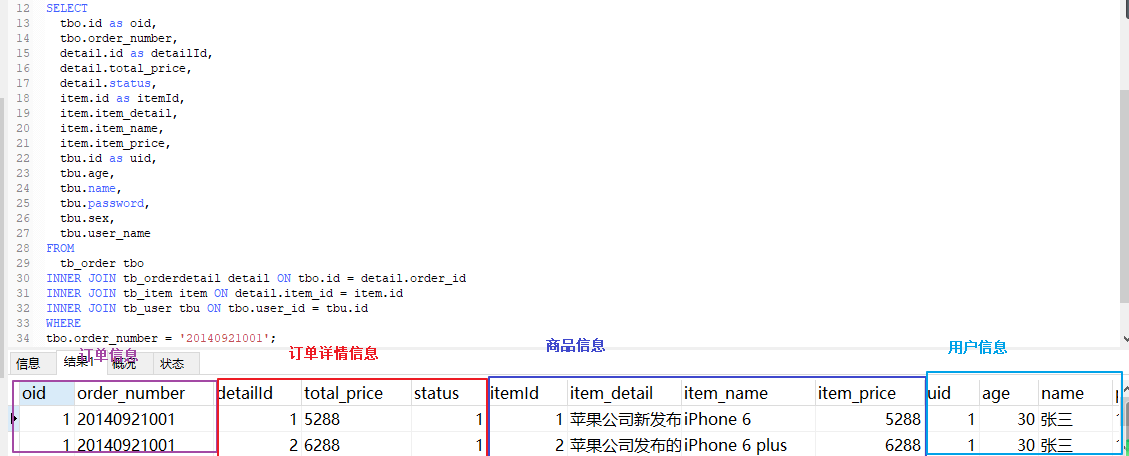 12 SELECT
13 tbo.id as oid,
14 tbo.order_number,
15 detail.id as detailId,
16 detail.total_price,
17 detail.status,
18 item.id as itemId,
19 item.item_detail,
20 item.item_name,
21 item.item_price,
22 tbu.id as uid,
23 tbu.age,
24 tbu.name,
25 tbu.password,
26 tbu.sex,
27 tbu.user_name
28 FROM
29 tb_order tbo
30 INNER JOIN tb_orderdetail detail ON tbo.id = detail.order_id
31 INNER JOIN tb_item item ON detail.item_id = item.id
32 INNER JOIN tb_user tbu ON tbo.user_id = tbu.id
33 WHERE
34 tbo.order_number = '20140921001';
订单信息 订单详情信息 商品信息 用户信息
信息 结果1 概况 状态
oid order_number detailId total_price status itemId item_detail item_name item_price uid age name
1 20140921001 1 5288 1 1 苹果公司新发布 iPhone 6 5288 1 30 张三
1 20140921001 2 6288 1 2 苹果公司发布的 iPhone 6 plus 6288 1 30 张三